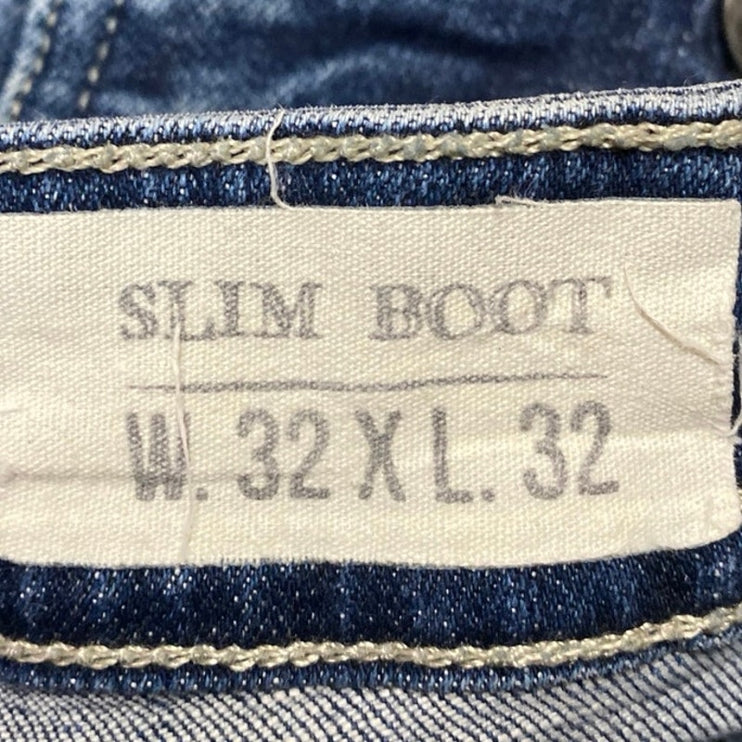 SLIM BOOT
W. 32 X L. 32